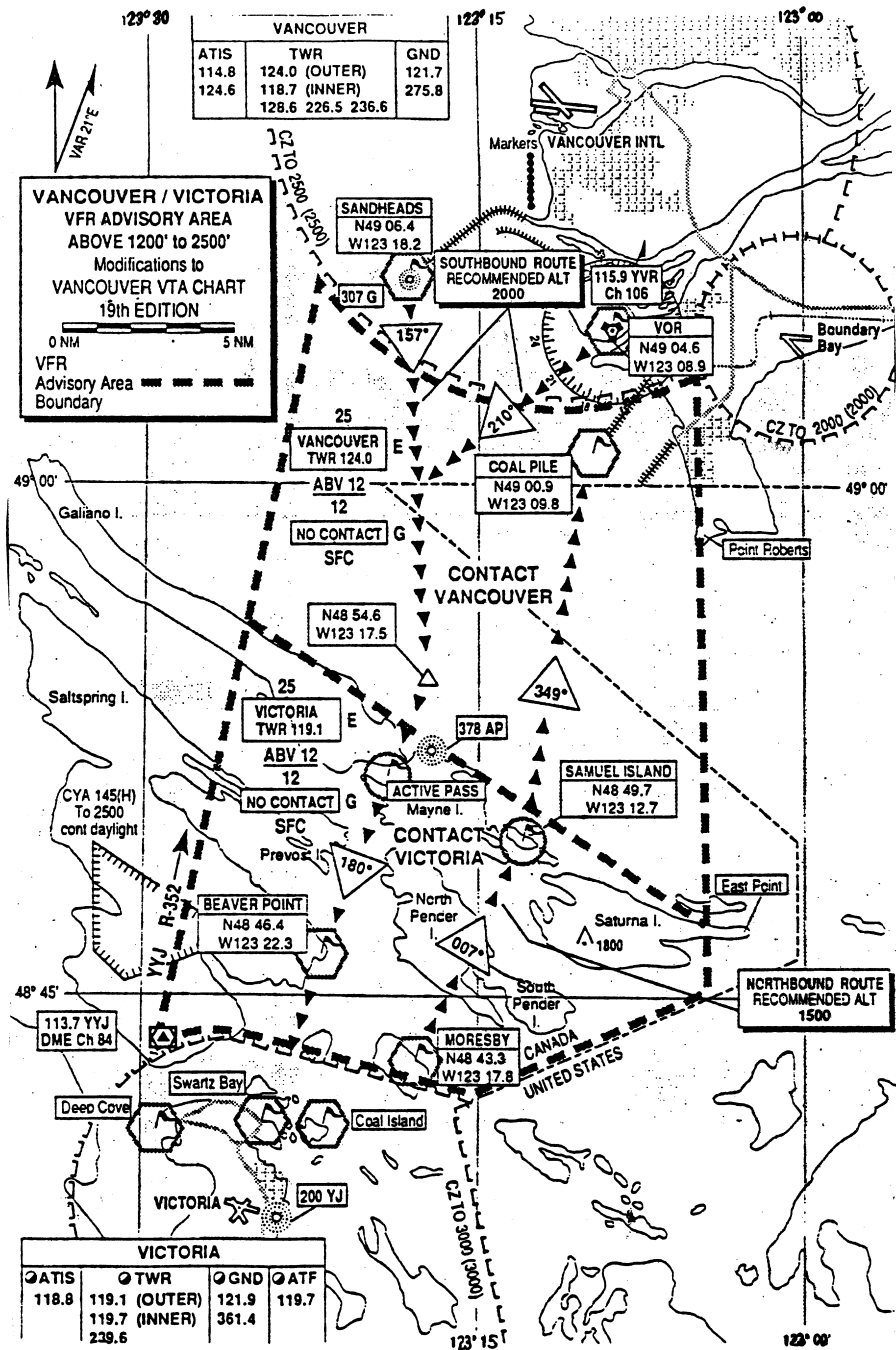 123° 30
123° 15'
123° 00
VANCOUVER
ATIS TWR GND
114.8 124.0 (OUTER) 121.7
124.6 118.7 (INNER) 275.8
128.6 226.5 236.6
VAR 21°E
CZ TO 2500 (2500)
Markers
VANCOUVER INTL
VANCOUVER / VICTORIA
VFR ADVISORY AREA
ABOVE 1200' to 2500'
Modifications to
VANCOUVER VTA CHART
19th EDITION
0 NM 5 NM
VFR
Advisory Area
Boundary
SANDHEADS
N49 06.4
W123 18.2
SOUTHBOUND ROUTE
RECOMMENDED ALT
2000
115.9 YVR
Ch 106
307 G
157°
VOR
N49 04.6
W123 08.9
Boundary
Bay
24
21
8
210°
CZ TO 2000 (2000)
25
VANCOUVER
TWR 124.0
E
COAL PILE
N49 00.9
W123 09.8
49° 00'
ABV 12
12
49° 00'
NO CONTACT
G
SFC
Galiano I.
Point Roberts
CONTACT
VANCOUVER
N48 54.6
W123 17.5
349°
Saltspring I.
25
VICTORIA
TWR 119.1
E
378 AP
ABV 12
12
SAMUEL ISLAND
N48 49.7
W123 12.7
CYA 145(H)
To 2500
cont daylight
NO CONTACT
G
SFC
ACTIVE PASS
Mayne I.
CONTACT
VICTORIA
Prevost I.
180°
YYJ R-352
BEAVER POINT
N48 46.4
W123 22.3
North
Pender
I.
East Point
Saturna I.
1800
007°
48° 45'
South
Pender
I.
NORTHBOUND ROUTE
RECOMMENDED ALT
1500
113.7 YYJ
DME Ch 84
MORESBY
N48 43.3
W123 17.8
CANADA
UNITED STATES
Swartz Bay
Deep Cove
Coal Island
VICTORIA
200 YJ
CZ TO 3000 (3000)
VICTORIA
ATIS TWR GND ATF
118.8 119.1 (OUTER) 121.9 119.7
119.7 (INNER) 361.4
239.6
123° 15
123° 00